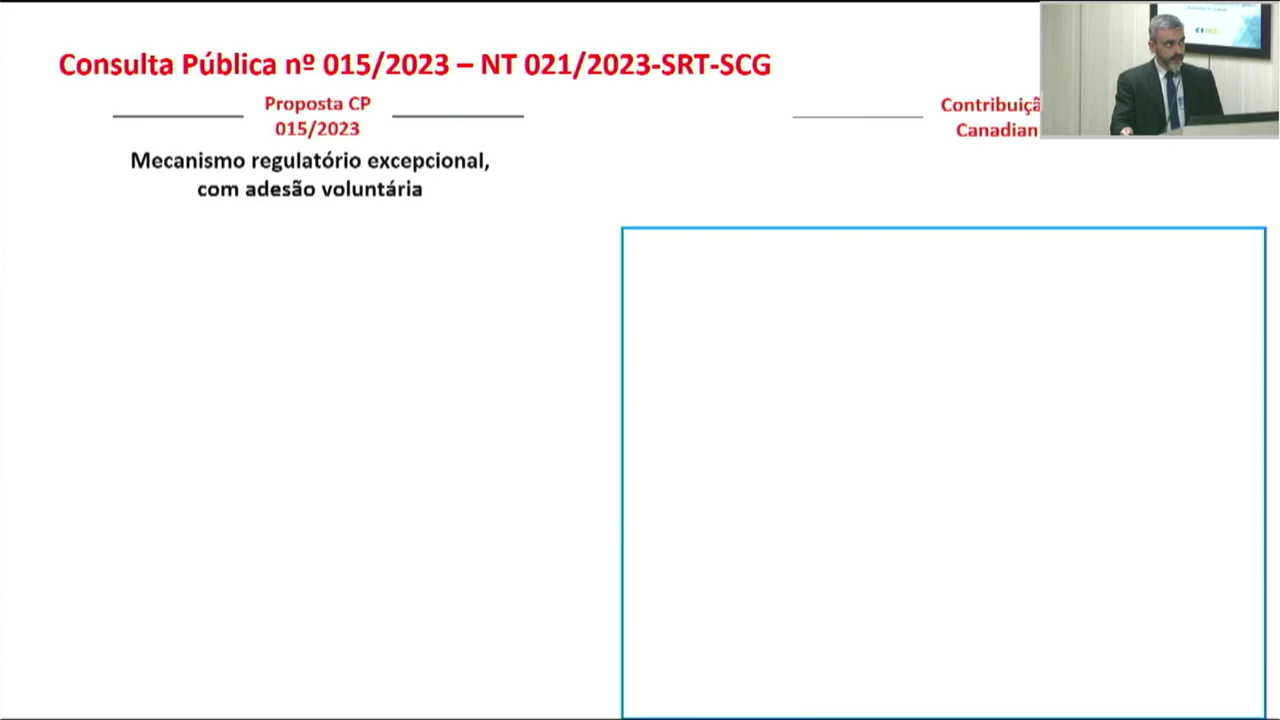 Consulta Pública nº 015/2023 – NT 021/2023-SRT-SCG
Proposta CP
015/2023
Mecanismo regulatório excepcional,
com adesão voluntária
Contribuiçã
Canadian